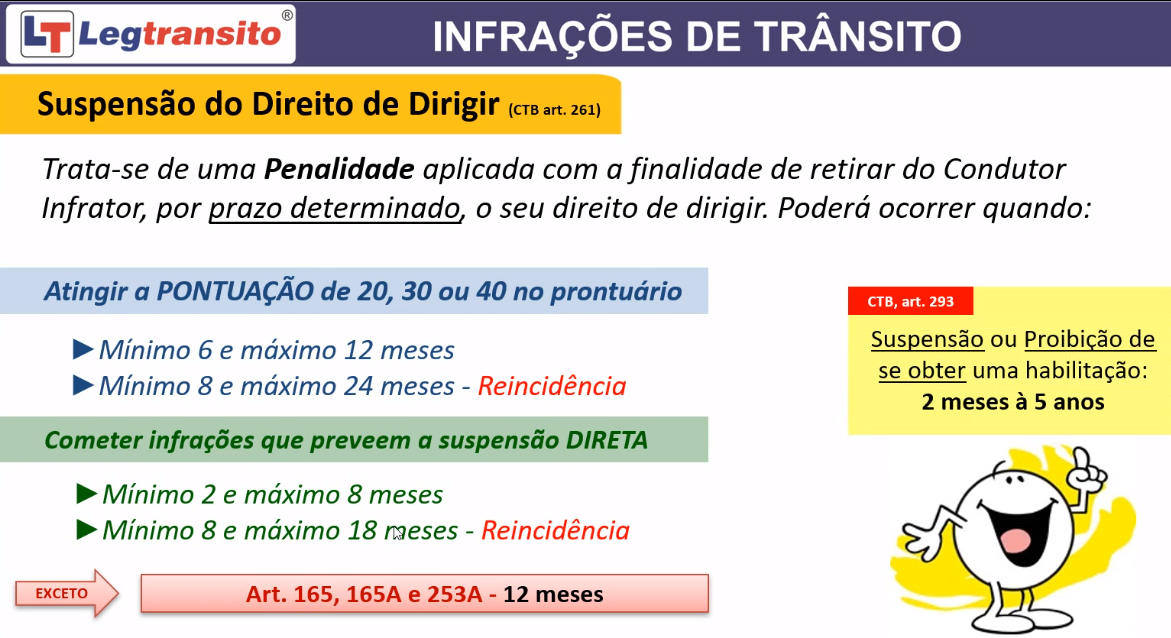 LT Legtransito®
INFRAÇÕES DE TRÂNSITO
Suspensão do Direito de Dirigir (CTB art. 261)
Trata-se de uma Penalidade aplicada com a finalidade de retirar do Condutor
Infrator, por prazo determinado, o seu direito de dirigir. Poderá ocorrer quando:
Atingir a PONTUAÇÃO de 20, 30 ou 40 no prontuário
►Mínimo 6 e máximo 12 meses
►Mínimo 8 e máximo 24 meses - Reincidência
Cometer infrações que preveem a suspensão DIRETA
►Mínimo 2 e máximo 8 meses
►Mínimo 8 e máximo 18 meses - Reincidência
EXCETO
Art. 165, 165A e 253A - 12 meses
CTB, art. 293
Suspensão ou Proibição de
se obter uma habilitação:
2 meses à 5 anos